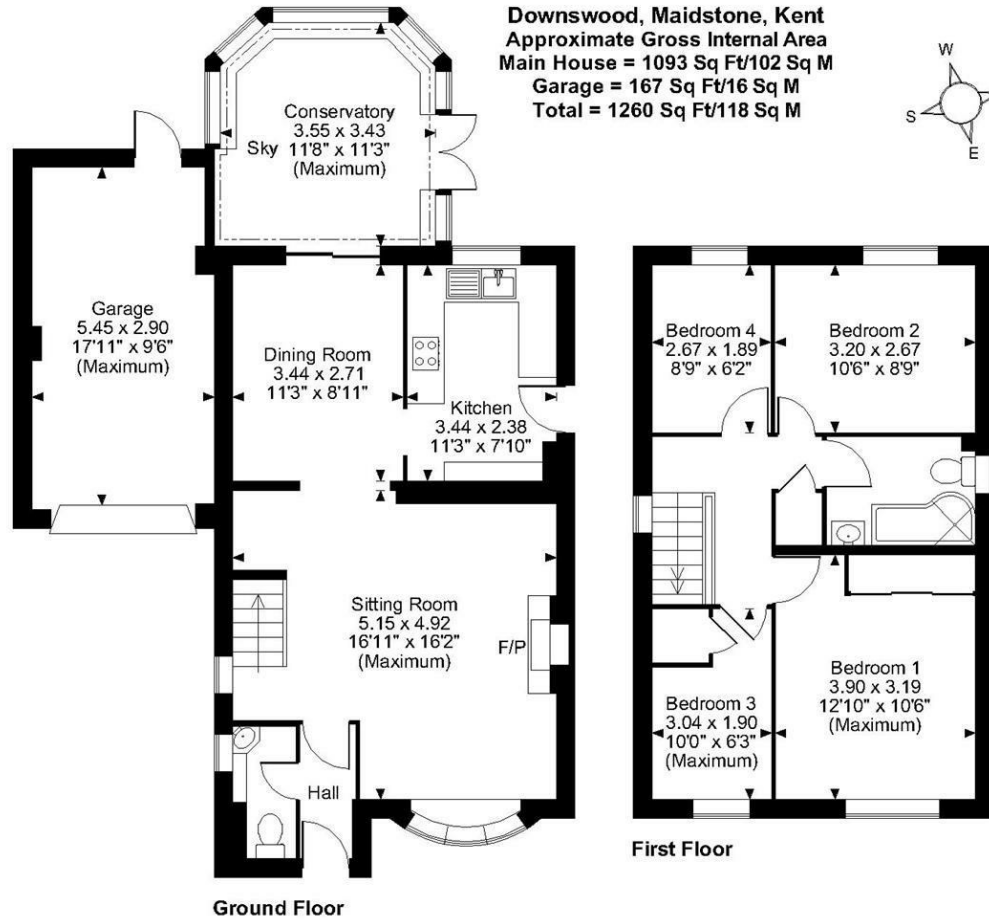 Downswood, Maidstone, Kent
Approximate Gross Internal Area
Main House = 1093 Sq Ft/102 Sq M
Garage = 167 Sq Ft/16 Sq M
Total = 1260 Sq Ft/118 Sq M
W
S
E
Conservatory
3.55 x 3.43
11'8" x 11'3"
(Maximum)
Sky
Garage
5.45 x 2.90
17'11" x 9'6"
(Maximum)
Dining Room
3.44 x 2.71
11'3" x 8'11"
Kitchen
3.44 x 2.38
11'3" x 7'10"
Sitting Room
5.15 x 4.92
16'11" x 16'2"
(Maximum)
F/P
Hall
Ground Floor
Bedroom 4
2.67 x 1.89
8'9" x 6'2"
Bedroom 2
3.20 x 2.67
10'6" x 8'9"
Bedroom 3
3.04 x 1.90
10'0" x 6'3"
(Maximum)
Bedroom 1
3.90 x 3.19
12'10" x 10'6"
(Maximum)
First Floor